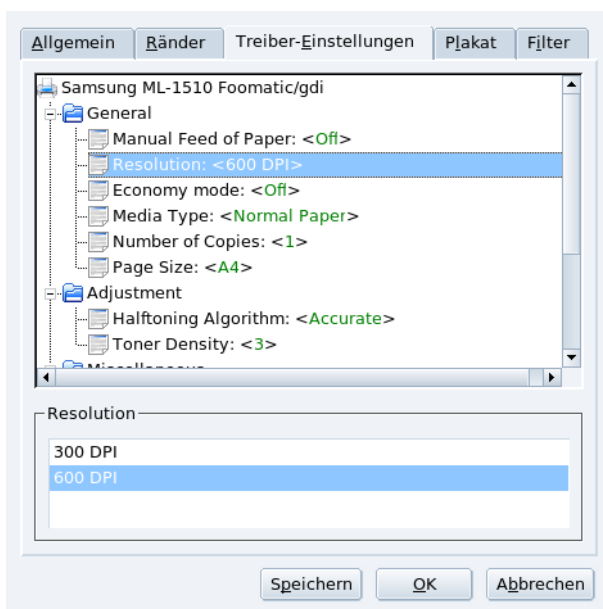 Allgemein Ränder Treiber-Einstellungen Plakat Filter
Samsung ML-1510 Foomatic/gdi
General
Manual Feed of Paper: <Off>
Resolution: <600 DPI>
Economy mode: <Off>
Media Type: <Normal Paper>
Number of Copies: <1>
Page Size: <A4>
Adjustment
Halftoning Algorithm: <Accurate>
Toner Density: <3>
Miscellaneous
Resolution
300 DPI
600 DPI
Speichern OK Abbrechen